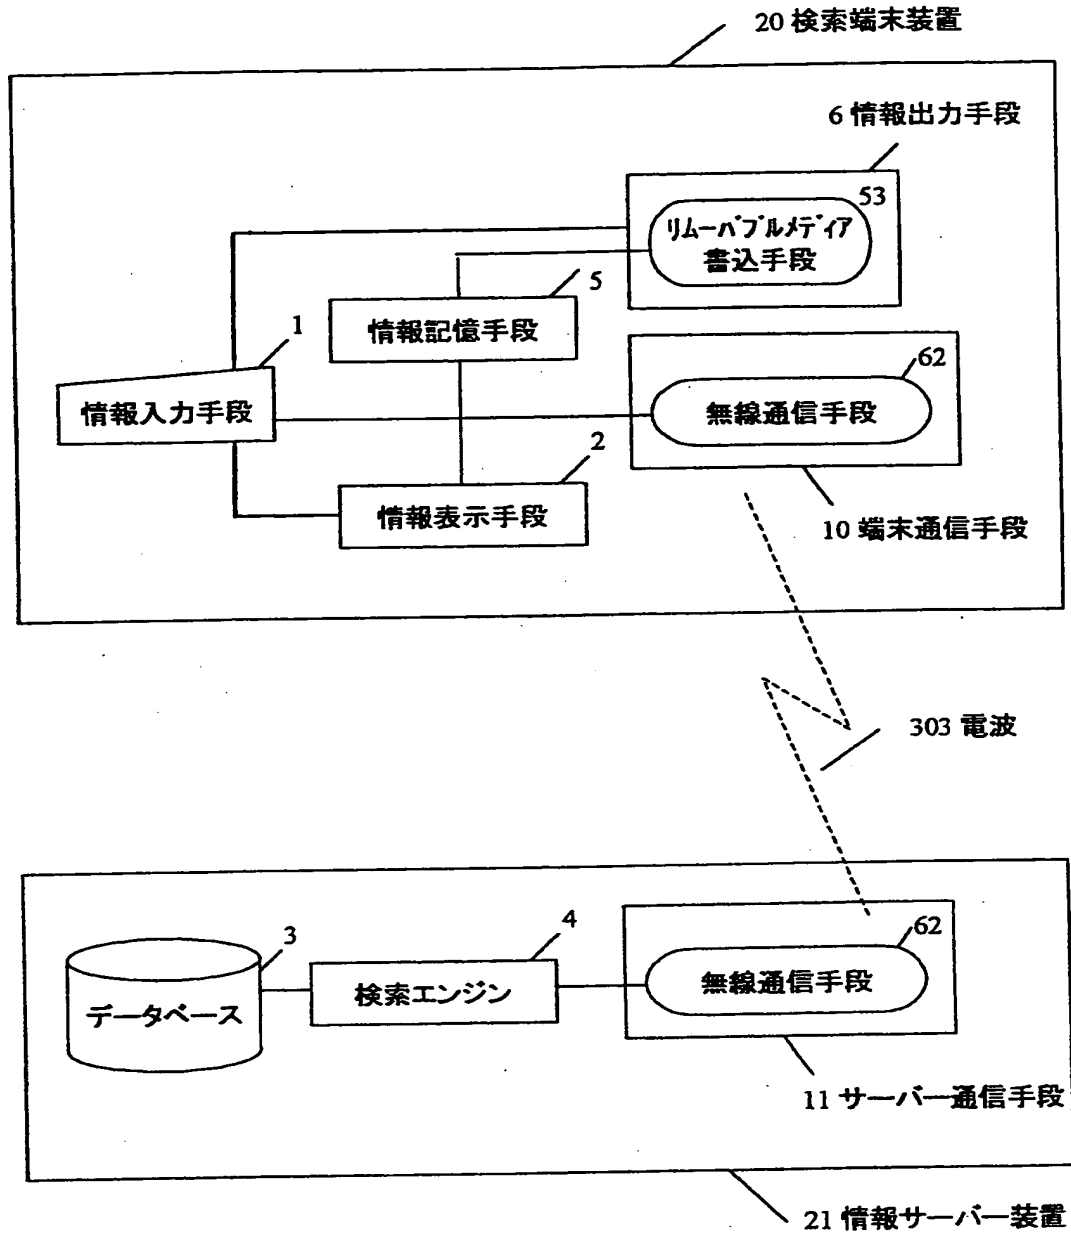 20 検索端末装置
6 情報出力手段
53
リムーバブルメディア
書込手段
5
情報記憶手段
1
62
情報入力手段
無線通信手段
2
情報表示手段
10 端末通信手段
303 電波
3
4
62
データベース
検索エンジン
無線通信手段
11 サーバー通信手段
21 情報サーバー装置